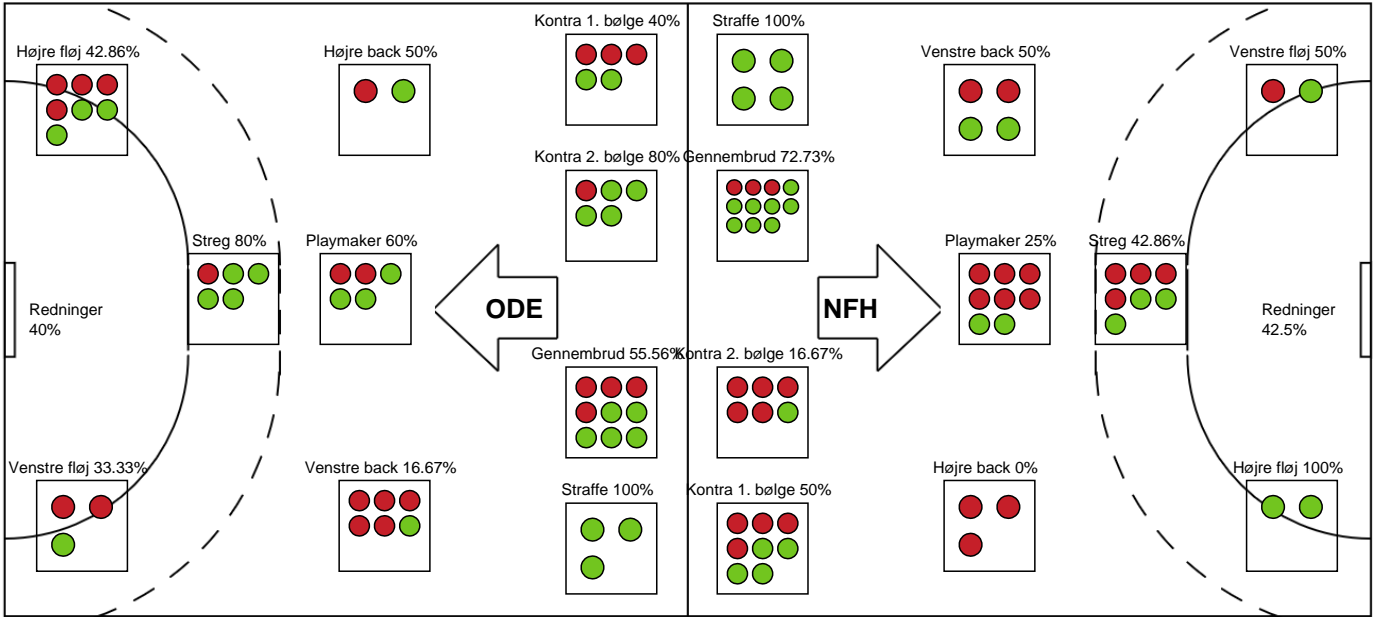 Kontra 1. bølge 40%
Straffe 100%
Højre fløj 42.86%
Højre back 50%
Venstre back 50%
Venstre fløj 50%
Kontra 2. bølge 80%
Gennembrud 72.73%
Streg 80%
Playmaker 60%
Playmaker 25%
Streg 42.86%
Redninger
40%
ODE
NFH
Redninger
42.5%
Gennembrud 55.56%
Kontra 2. bølge 16.67%
Venstre fløj 33.33%
Venstre back 16.67%
Højre back 0%
Højre fløj 100%
Straffe 100%
Kontra 1. bølge 50%